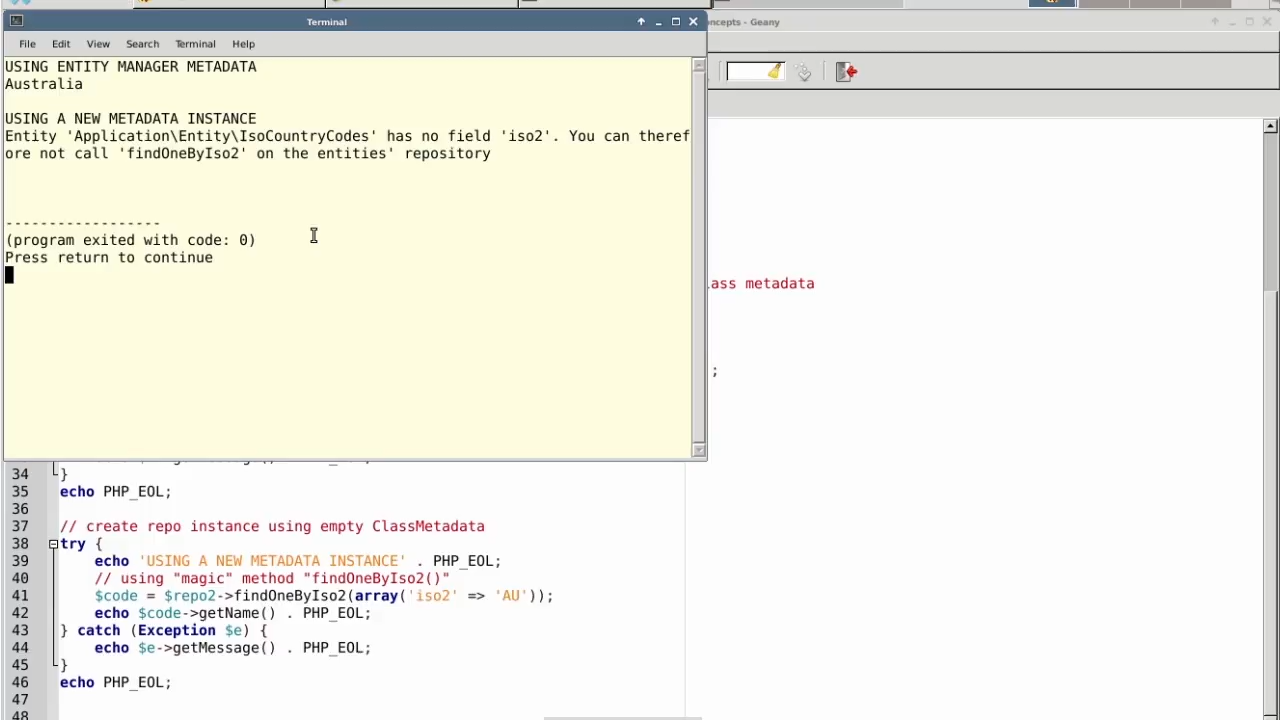 Terminal
oncepts - Geany
File Edit View Search Terminal Help
USING ENTITY MANAGER METADATA
Australia
USING A NEW METADATA INSTANCE
Entity 'Application\Entity\IsoCountryCodes' has no field 'iso2'. You can theref
ore not call 'findOneByIso2' on the entities' repository
------------------
(program exited with code: 0)
Press return to continue
ass metadata
;
34 }
35 echo PHP_EOL;
36
37 // create repo instance using empty ClassMetadata
38 try {
39 echo 'USING A NEW METADATA INSTANCE' . PHP_EOL;
40 // using "magic" method "findOneByIso2()"
41 $code = $repo2->findOneByIso2(array('iso2' => 'AU'));
42 echo $code->getName() . PHP_EOL;
43 } catch (Exception $e) {
44 echo $e->getMessage() . PHP_EOL;
45 }
46 echo PHP_EOL;
47
48